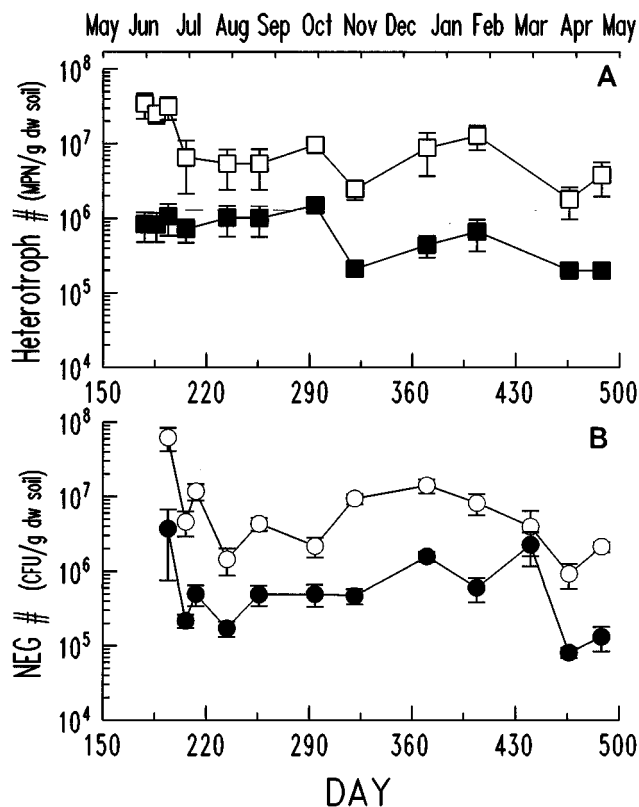 May Jun Jul Aug Sep Oct Nov Dec Jan Feb Mar Apr May
A
Heterotroph # (MPN/g dw soil)
10^8
10^7
10^6
10^5
10^4
150 220 290 360 430 500
B
NEG # (CFU/g dw soil)
10^8
10^7
10^6
10^5
10^4
150 220 290 360 430 500
DAY